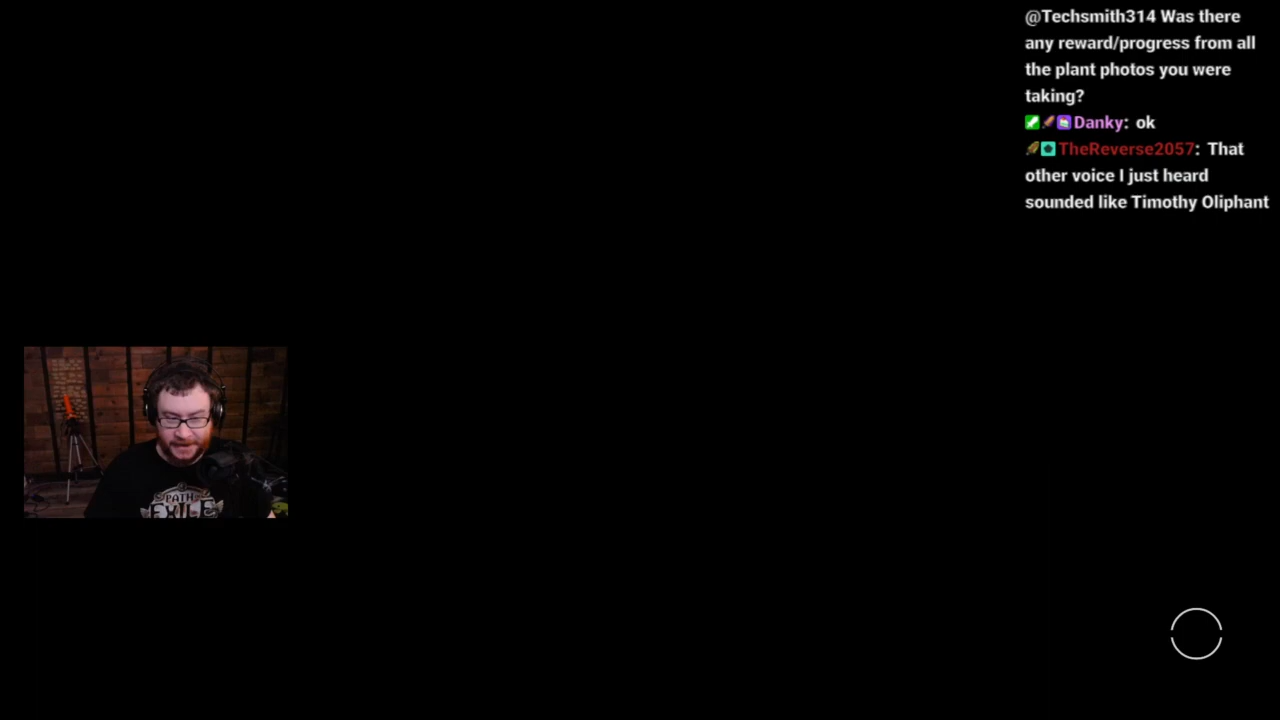 @Techsmith314 Was there
any reward/progress from all
the plant photos you were
taking?
Danky: ok
TheReverse2057: That
other voice I just heard
sounded like Timothy Oliphant
PATH
EXILE